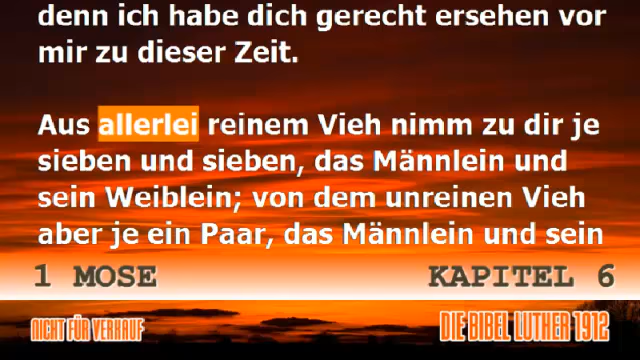 denn ich habe dich gerecht ersehen vor
mir zu dieser Zeit.
Aus allerlei reinem Vieh nimm zu dir je
sieben und sieben, das Männlein und
sein Weiblein; von dem unreinen Vieh
aber je ein Paar, das Männlein und sein
1 MOSE KAPITEL 6
NICHT FÜR VERKAUF DIE BIBEL LUTHER 1912